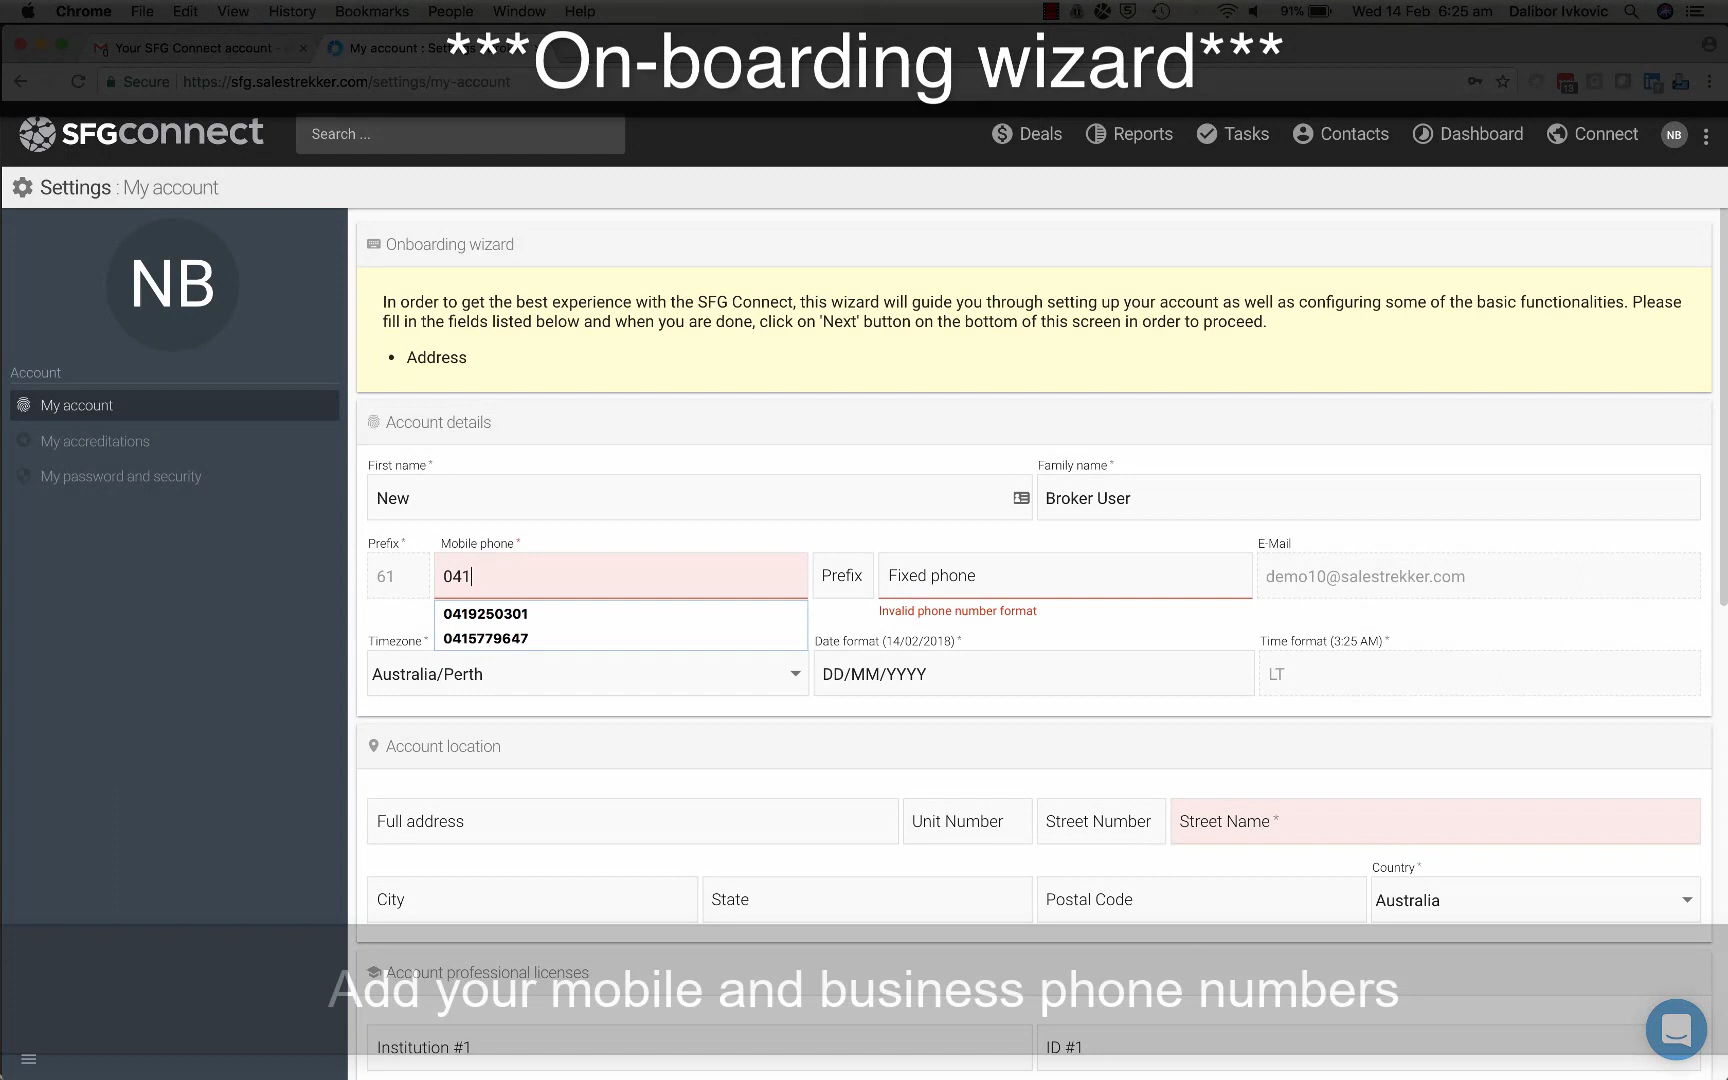 Chrome File Edit View History Bookmarks People Window Help 91% Wed 14 Feb 6:25 am Dalibor Ivkovic
Your SFG Connect account - My account : Settings
***On-boarding wizard***
Secure https://sfg.salestrekker.com/settings/my-account 13
SFGconnect Search ... Deals Reports Tasks Contacts Dashboard Connect NB
Settings : My account
NB
Account
My account
My accreditations
My password and security
Onboarding wizard
In order to get the best experience with the SFG Connect, this wizard will guide you through setting up your account as well as configuring some of the basic functionalities. Please
fill in the fields listed below and when you are done, click on 'Next' button on the bottom of this screen in order to proceed.
• Address
Account details
First name * Family name *
New Broker User
Prefix * Mobile phone * E-Mail
61 041 Prefix Fixed phone demo10@salestrekker.com
Invalid phone number format
0419250301
0415779647
Timezone * Date format (14/02/2018) * Time format (3:25 AM) *
Australia/Perth DD/MM/YYYY LT
Account location
Full address Unit Number Street Number Street Name *
Country *
City State Postal Code Australia
Account professional licenses
Add your mobile and business phone numbers
Institution #1 ID #1